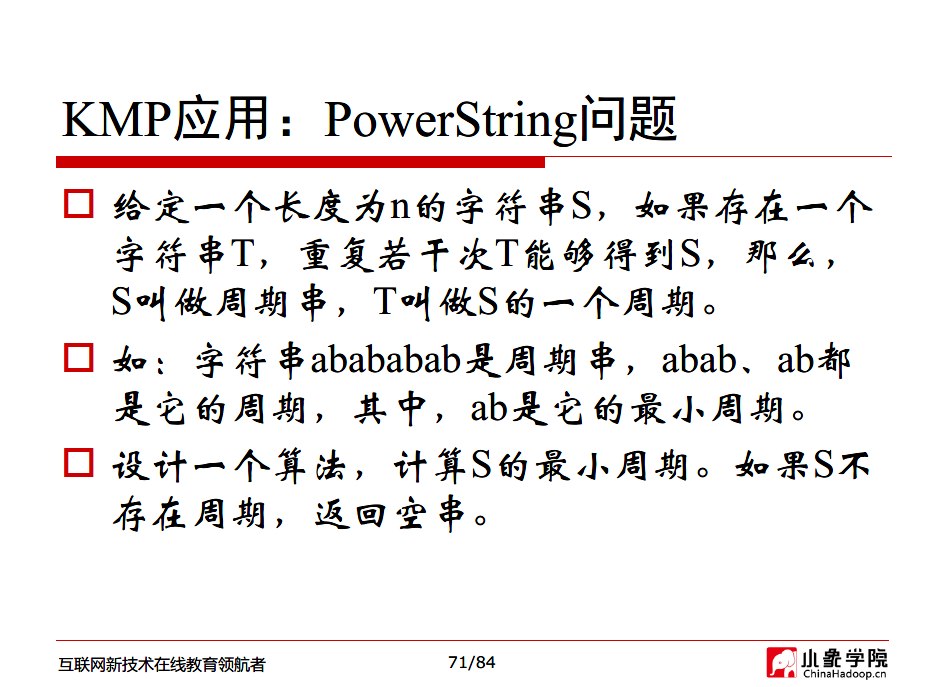 KMP应用：PowerString问题
给定一个长度为n的字符串S，如果存在一个
字符串T，重复若干次T能够得到S，那么，
S叫做周期串，T叫做S的一个周期。
如：字符串abababab是周期串，abab、ab都
是它的周期，其中，ab是它的最小周期。
设计一个算法，计算S的最小周期。如果S不
存在周期，返回空串。
互联网新技术在线教育领航者
71/84
小象学院
ChinaHadoop.cn